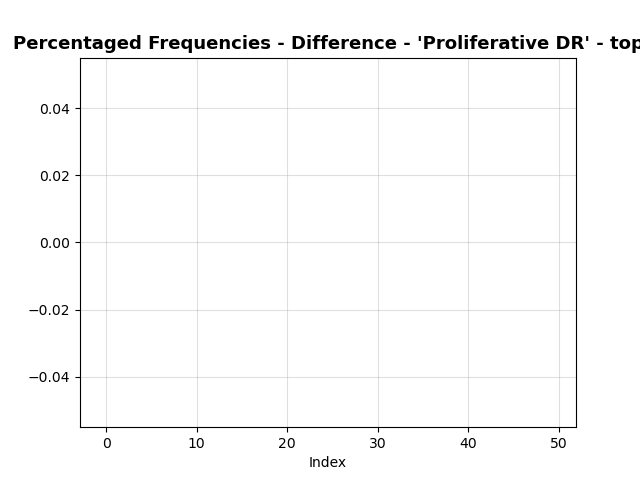 Percentaged Frequencies - Difference - 'Proliferative DR' - top
0.04
0.02
0.00
−0.02
−0.04
0 10 20 30 40 50
Index